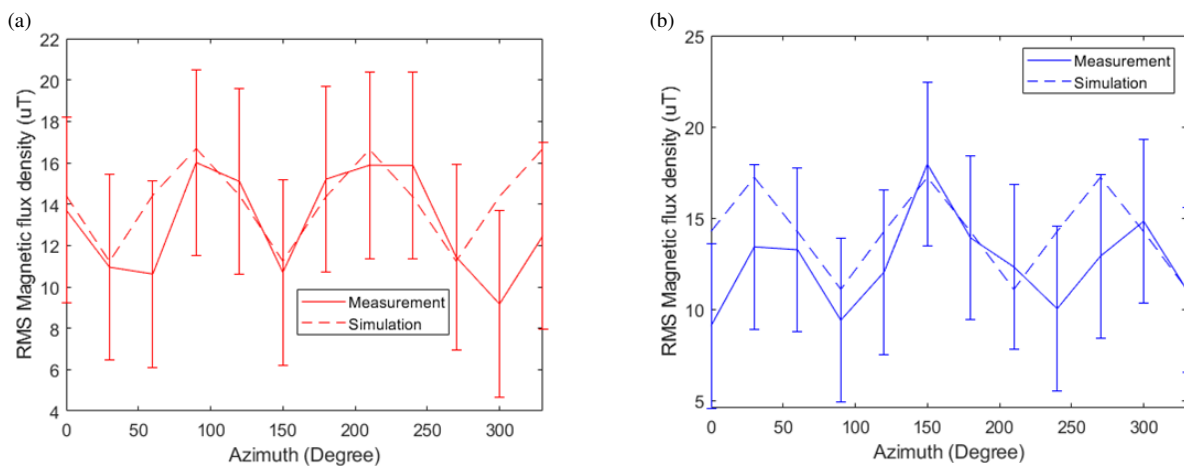 (a)
RMS Magnetic flux density (uT)
22
20
18
16
14
12
10
8
6
4
0
50
100
150
200
250
300
Azimuth (Degree)
Measurement
Simulation
(b)
RMS Magnetic flux density (uT)
25
20
15
10
5
0
50
100
150
200
250
300
Azimuth (Degree)
Measurement
Simulation